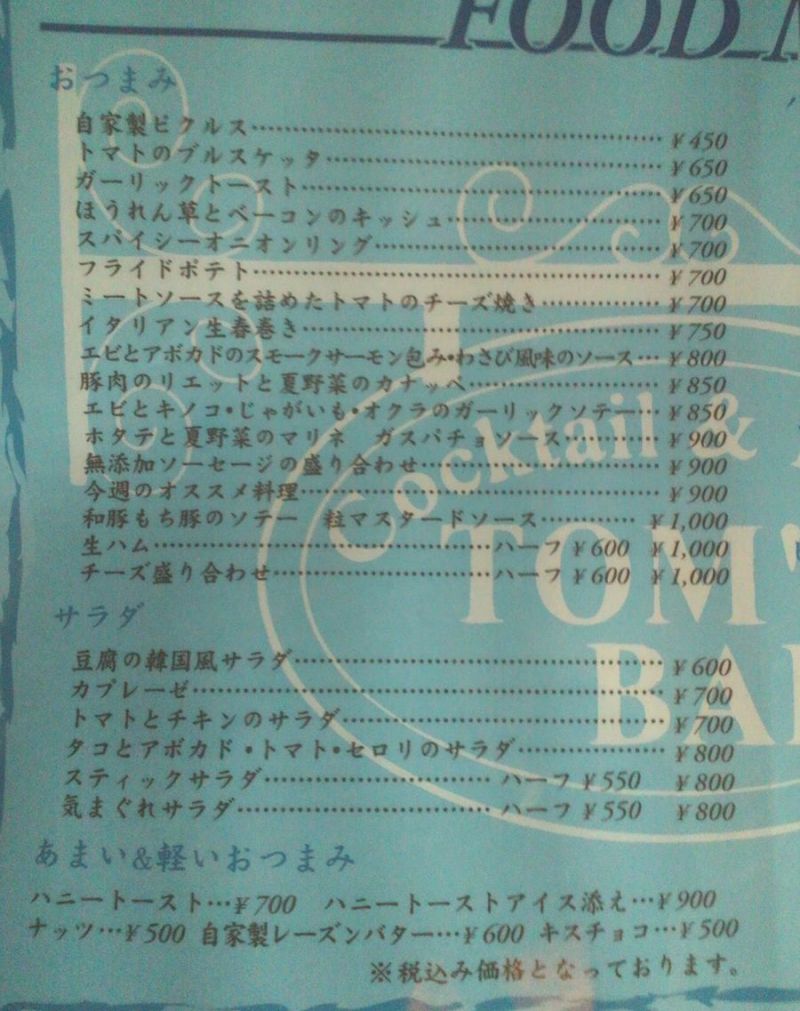 FOOD
おつまみ
自家製ピクルス…………¥450
トマトのブルスケッタ…………¥650
ガーリックトースト…………¥650
ほうれん草とベーコンのキッシュ…………¥700
スパイシーオニオンリング…………¥700
フライドポテト…………¥700
ミートソースを詰めたトマトのチーズ焼き…………¥700
イタリアン生春巻き…………¥750
エビとアボカドのスモークサーモン包み・わさび風味のソース…¥800
豚肉のリエットと夏野菜のカナッペ…………¥850
エビとキノコ・じゃがいも・オクラのガーリックソテー…¥850
ホタテと夏野菜のマリネ　ガスパチョソース…………¥900
無添加ソーセージの盛り合わせ…………¥900
今週のオススメ料理…………¥900
和豚もち豚のソテー　粒マスタードソース…………¥1,000
生ハム…………ハーフ ¥600 ¥1,000
チーズ盛り合わせ…………ハーフ ¥600 ¥1,000
Cocktail &
TOM'
BA
サラダ
豆腐の韓国風サラダ…………¥600
カプレーゼ…………¥700
トマトとチキンのサラダ…………¥700
タコとアボカド・トマト・セロリのサラダ…………¥800
スティックサラダ…………ハーフ ¥550 ¥800
気まぐれサラダ…………ハーフ ¥550 ¥800
あまい&軽いおつまみ
ハニートースト…¥700 ハニートーストアイス添え…¥900
ナッツ…¥500 自家製レーズンバター…¥600 キスチョコ…¥500
※税込み価格となっております。